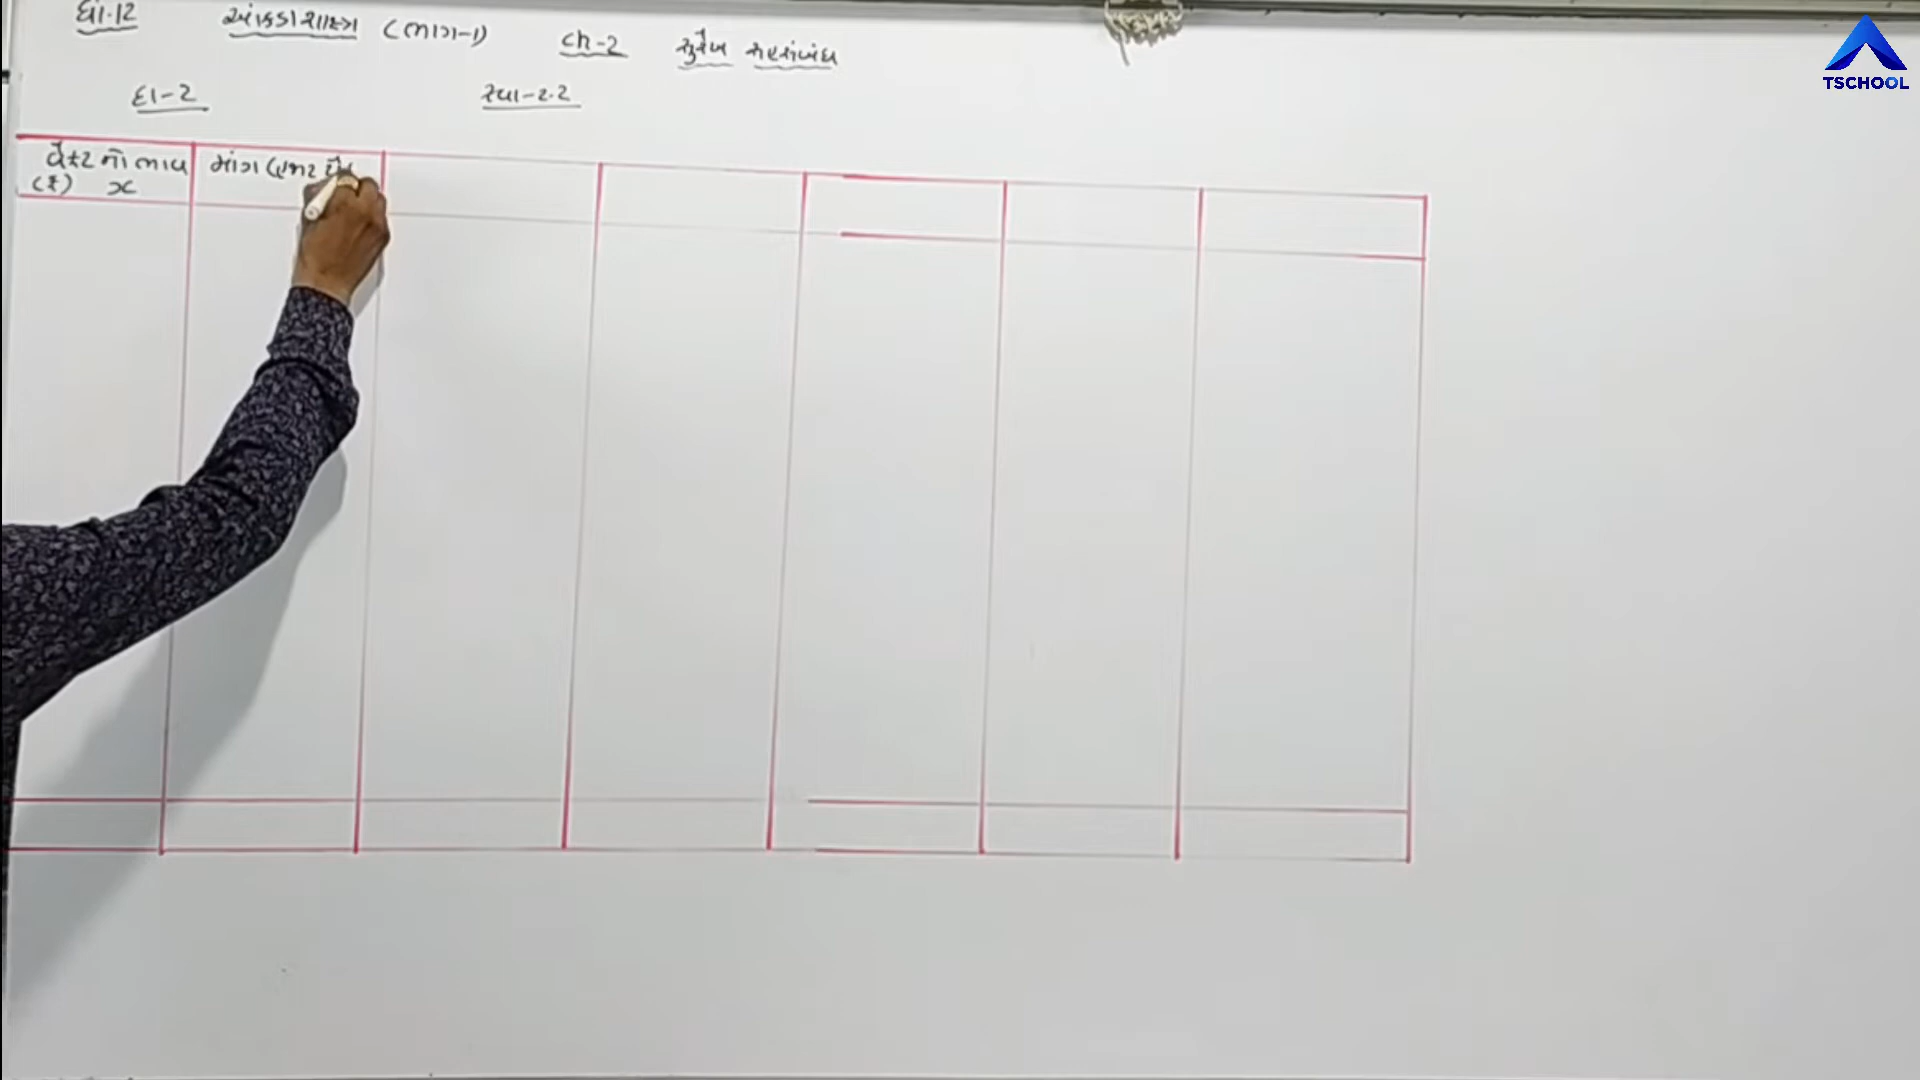 ધો.12 આંકડાશાસ્ત્ર (ભાગ-1) Ch-2 સુરેખ સહસંબંધ
દા-2 સ્વા-2.2
પેન્ટ નો ભાવ માંગ (હજાર
(₹) x
TSCHOOL